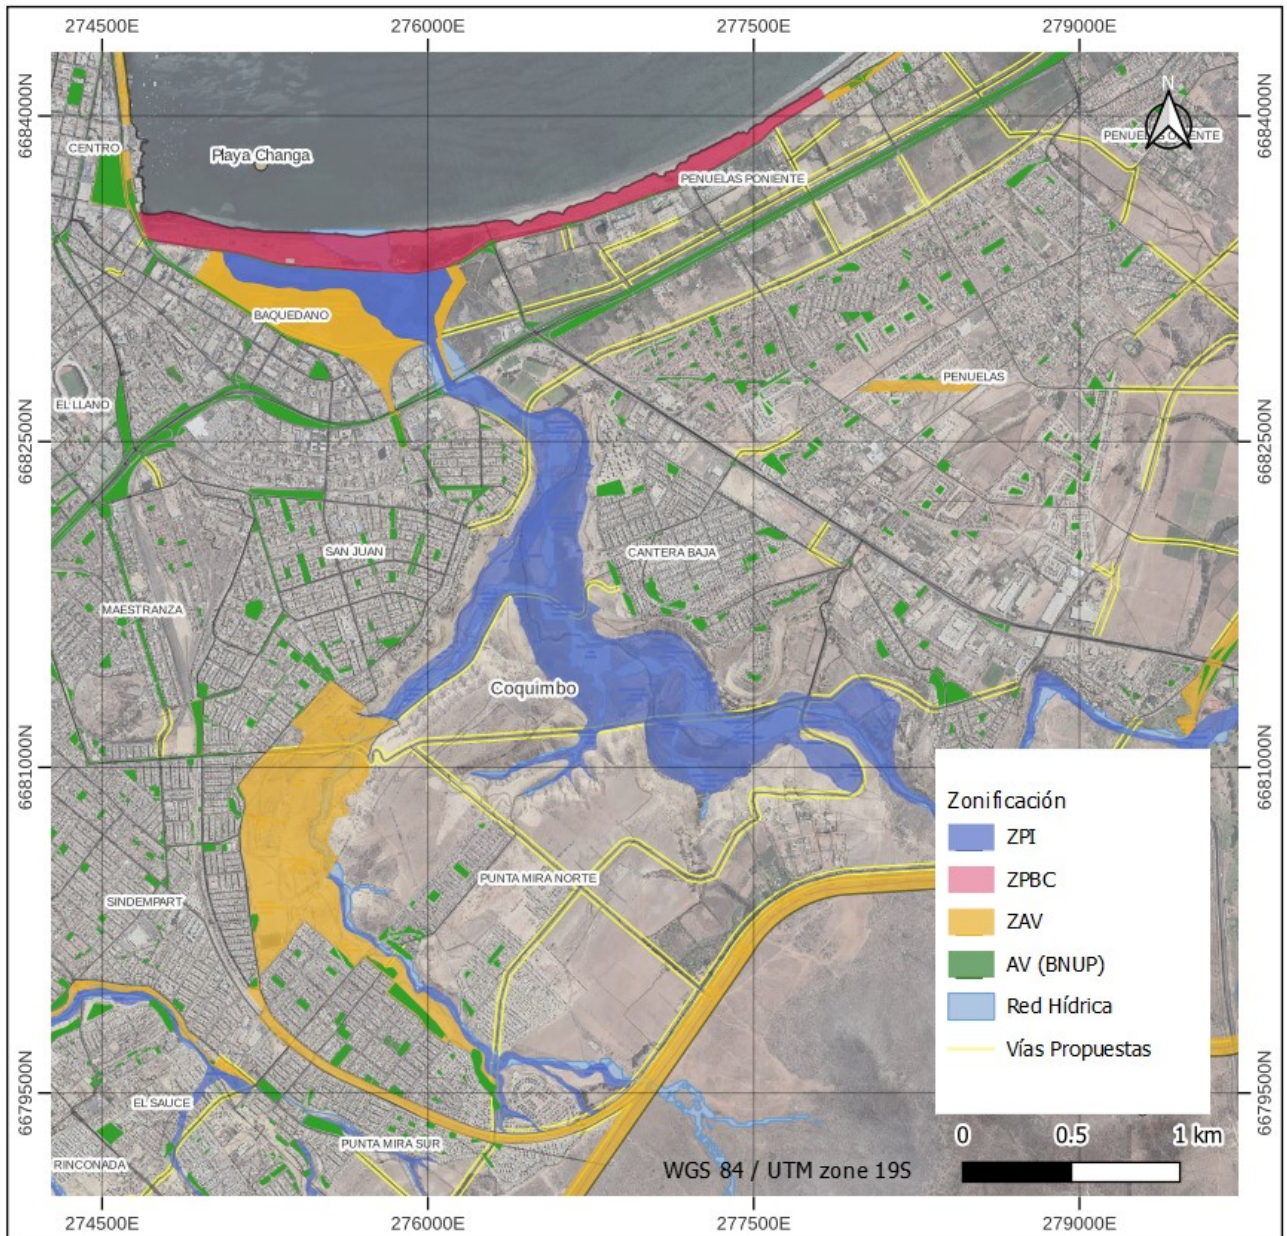 274500E 276000E 277500E 279000E
6684000N
6684000N
N
CENTRO
Playa Changa
PENUELAS ORIENTE
PENUELAS PONIENTE
BAQUEDANO
PENUELAS
EL LLANO
6682500N
6682500N
SAN JUAN
CANTERA BAJA
MAESTRANZA
Coquimbo
6681000N
6681000N
Zonificación
ZPI
ZPBC
ZAV
AV (BNUP)
Red Hídrica
Vías Propuestas
PUNTA MIRA NORTE
SINDEMPART
6679500N
6679500N
EL SAUCE
PUNTA MIRA SUR
RINCONADA
0 0.5 1 km
WGS 84 / UTM zone 19S
274500E 276000E 277500E 279000E